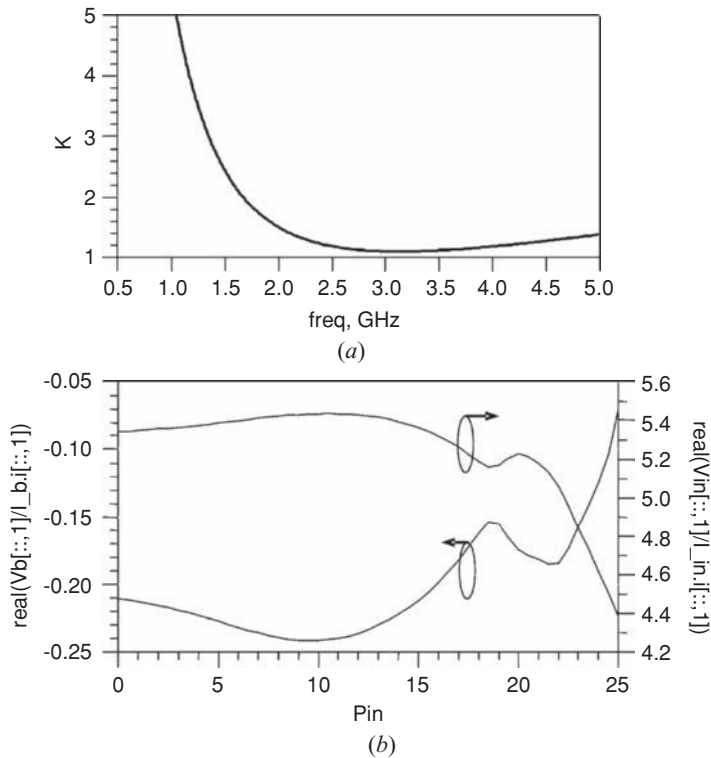 5
4
3
2
1
K
0.5 1.0 1.5 2.0 2.5 3.0 3.5 4.0 4.5 5.0
freq, GHz
(a)
-0.05
-0.10
-0.15
-0.20
-0.25
real(Vb[::,1]/I_b.i[::,1])
5.6
5.4
5.2
5.0
4.8
4.6
4.4
4.2
real(Vin[::,1]/I_in.i[::,1])
0 5 10 15 20 25
Pin
(b)